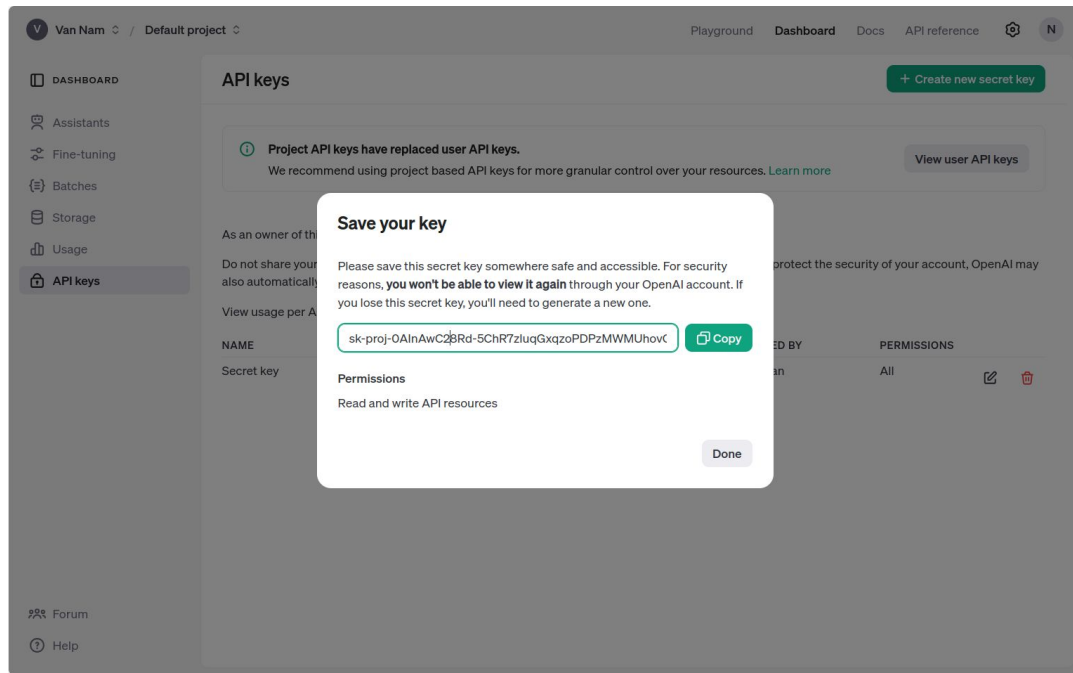 V Van Nam / Default project
Playground Dashboard Docs API reference N
DASHBOARD
Assistants
Fine-tuning
Batches
Storage
Usage
API keys
Forum
Help
API keys
+ Create new secret key
Project API keys have replaced user API keys.
We recommend using project based API keys for more granular control over your resources. Learn more
View user API keys
As an owner of thi
Do not share your
protect the security of your account, OpenAI may
also automatically
View usage per A
NAME ED BY PERMISSIONS
Secret key an All
Save your key
Please save this secret key somewhere safe and accessible. For security
reasons, you won't be able to view it again through your OpenAI account. If
you lose this secret key, you'll need to generate a new one.
sk-proj-0AInAwC28Rd-5ChR7zluqGxqzoPDPzMWMUhov
Copy
Permissions
Read and write API resources
Done